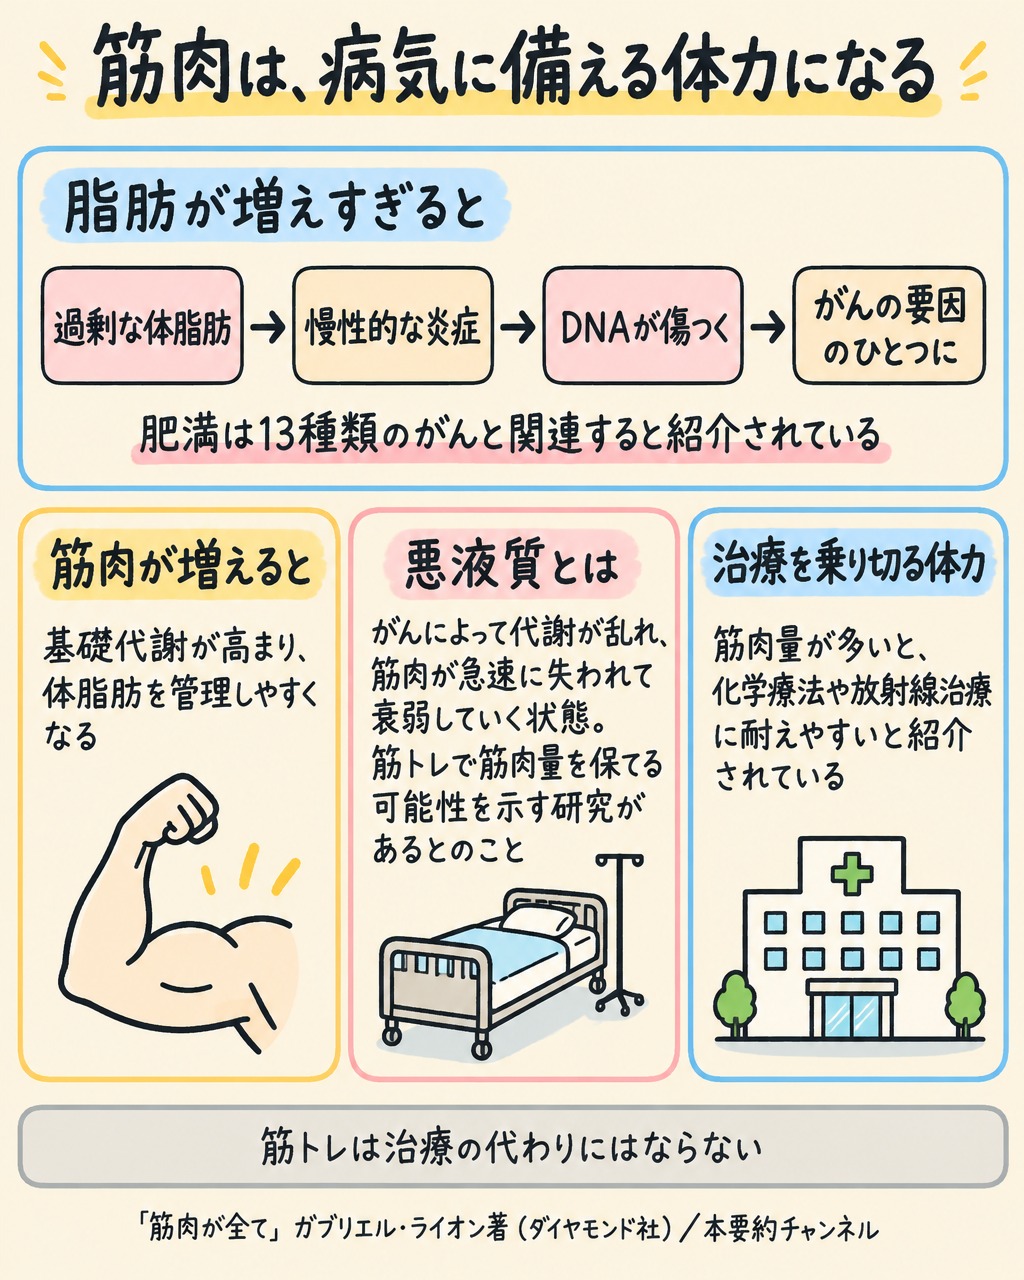 筋肉は、病気に備える体力になる
脂肪が増えすぎると
過剰な体脂肪
慢性的な炎症
DNAが傷つく
がんの要因
のひとつに
肥満は13種類のがんと関連すると紹介されている
筋肉が増えると
基礎代謝が高まり、
体脂肪を管理しやすく
なる
悪液質とは
がんによって代謝が乱れ、
筋肉が急速に失われて
衰弱していく状態。
筋トレで筋肉量を保てる
可能性を示す研究が
あるとのこと
治療を乗り切る体力
筋肉量が多いと、
化学療法や放射線治療
に耐えやすいと紹介
されている
筋トレは治療の代わりにはならない
「筋肉が全て」ガブリエル・ライオン著(ダイヤモンド社)／本要約チャンネル